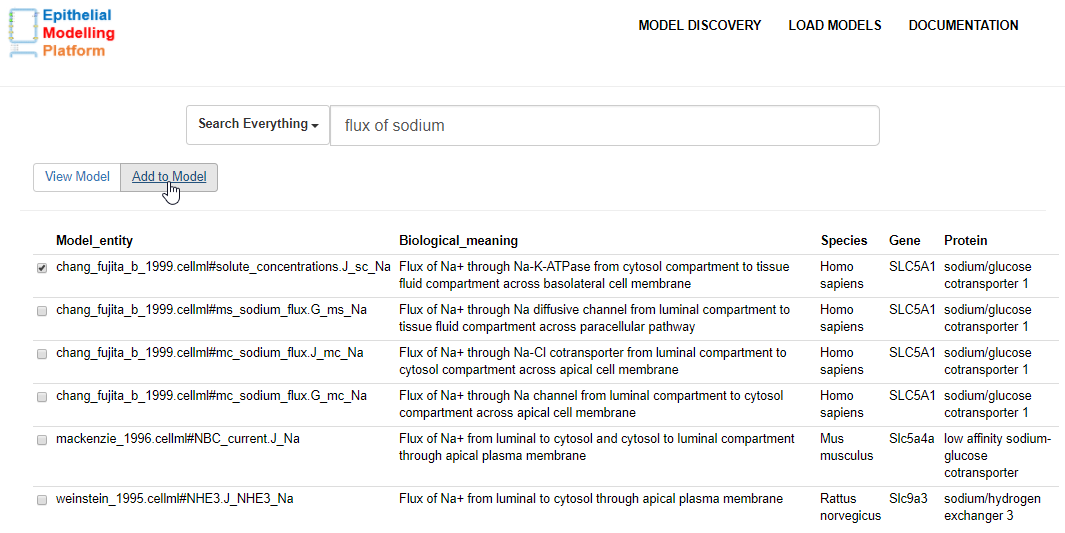 Epithelial
Modelling
Platform
MODEL DISCOVERY LOAD MODELS DOCUMENTATION
Search Everything flux of sodium
View Model Add to Model
Model_entity Biological_meaning Species Gene Protein
chang_fujita_b_1999.cellml#solute_concentrations.J_sc_Na Flux of Na+ through Na-K-ATPase from cytosol compartment to tissue Homo SLC5A1 sodium/glucose
fluid compartment across basolateral cell membrane sapiens cotransporter 1
chang_fujita_b_1999.cellml#ms_sodium_flux.G_ms_Na Flux of Na+ through Na diffusive channel from luminal compartment to Homo SLC5A1 sodium/glucose
tissue fluid compartment across paracellular pathway sapiens cotransporter 1
chang_fujita_b_1999.cellml#mc_sodium_flux.J_mc_Na Flux of Na+ through Na-Cl cotransporter from luminal compartment to Homo SLC5A1 sodium/glucose
cytosol compartment across apical cell membrane sapiens cotransporter 1
chang_fujita_b_1999.cellml#mc_sodium_flux.G_mc_Na Flux of Na+ through Na channel from luminal compartment to cytosol Homo SLC5A1 sodium/glucose
compartment across apical cell membrane sapiens cotransporter 1
mackenzie_1996.cellml#NBC_current.J_Na Flux of Na+ from luminal to cytosol and cytosol to luminal compartment Mus Slc5a4a low affinity sodium-
through apical plasma membrane musculus glucose
cotransporter
weinstein_1995.cellml#NHE3.J_NHE3_Na Flux of Na+ from luminal to cytosol through apical plasma membrane Rattus Slc9a3 sodium/hydrogen
norvegicus exchanger 3